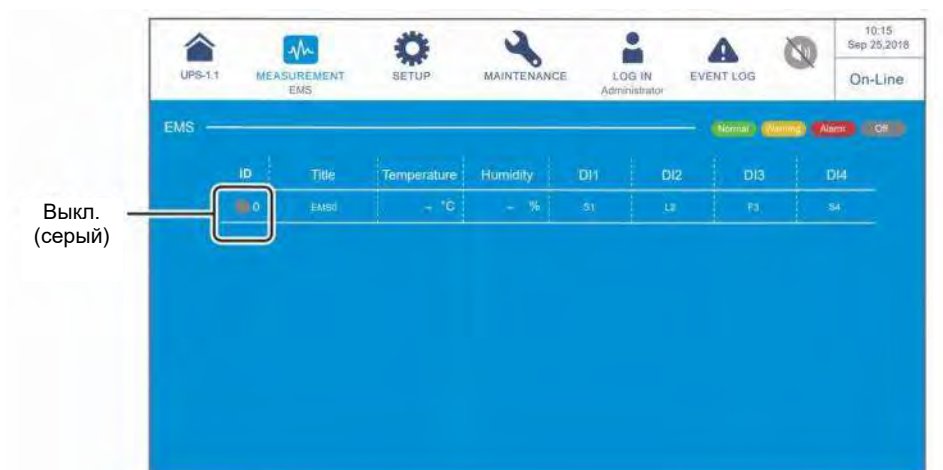 10:15
Sep 25,2018
UPS-1.1 MEASUREMENT SETUP MAINTENANCE LOG IN EVENT LOG
EMS Administrator
On-Line
EMS Normal Warning Alarm Off
ID Title Temperature Humidity DI1 DI2 DI3 DI4
0 EMS0 - °C - % S1 L2 F3 S4
Выкл.
(серый)